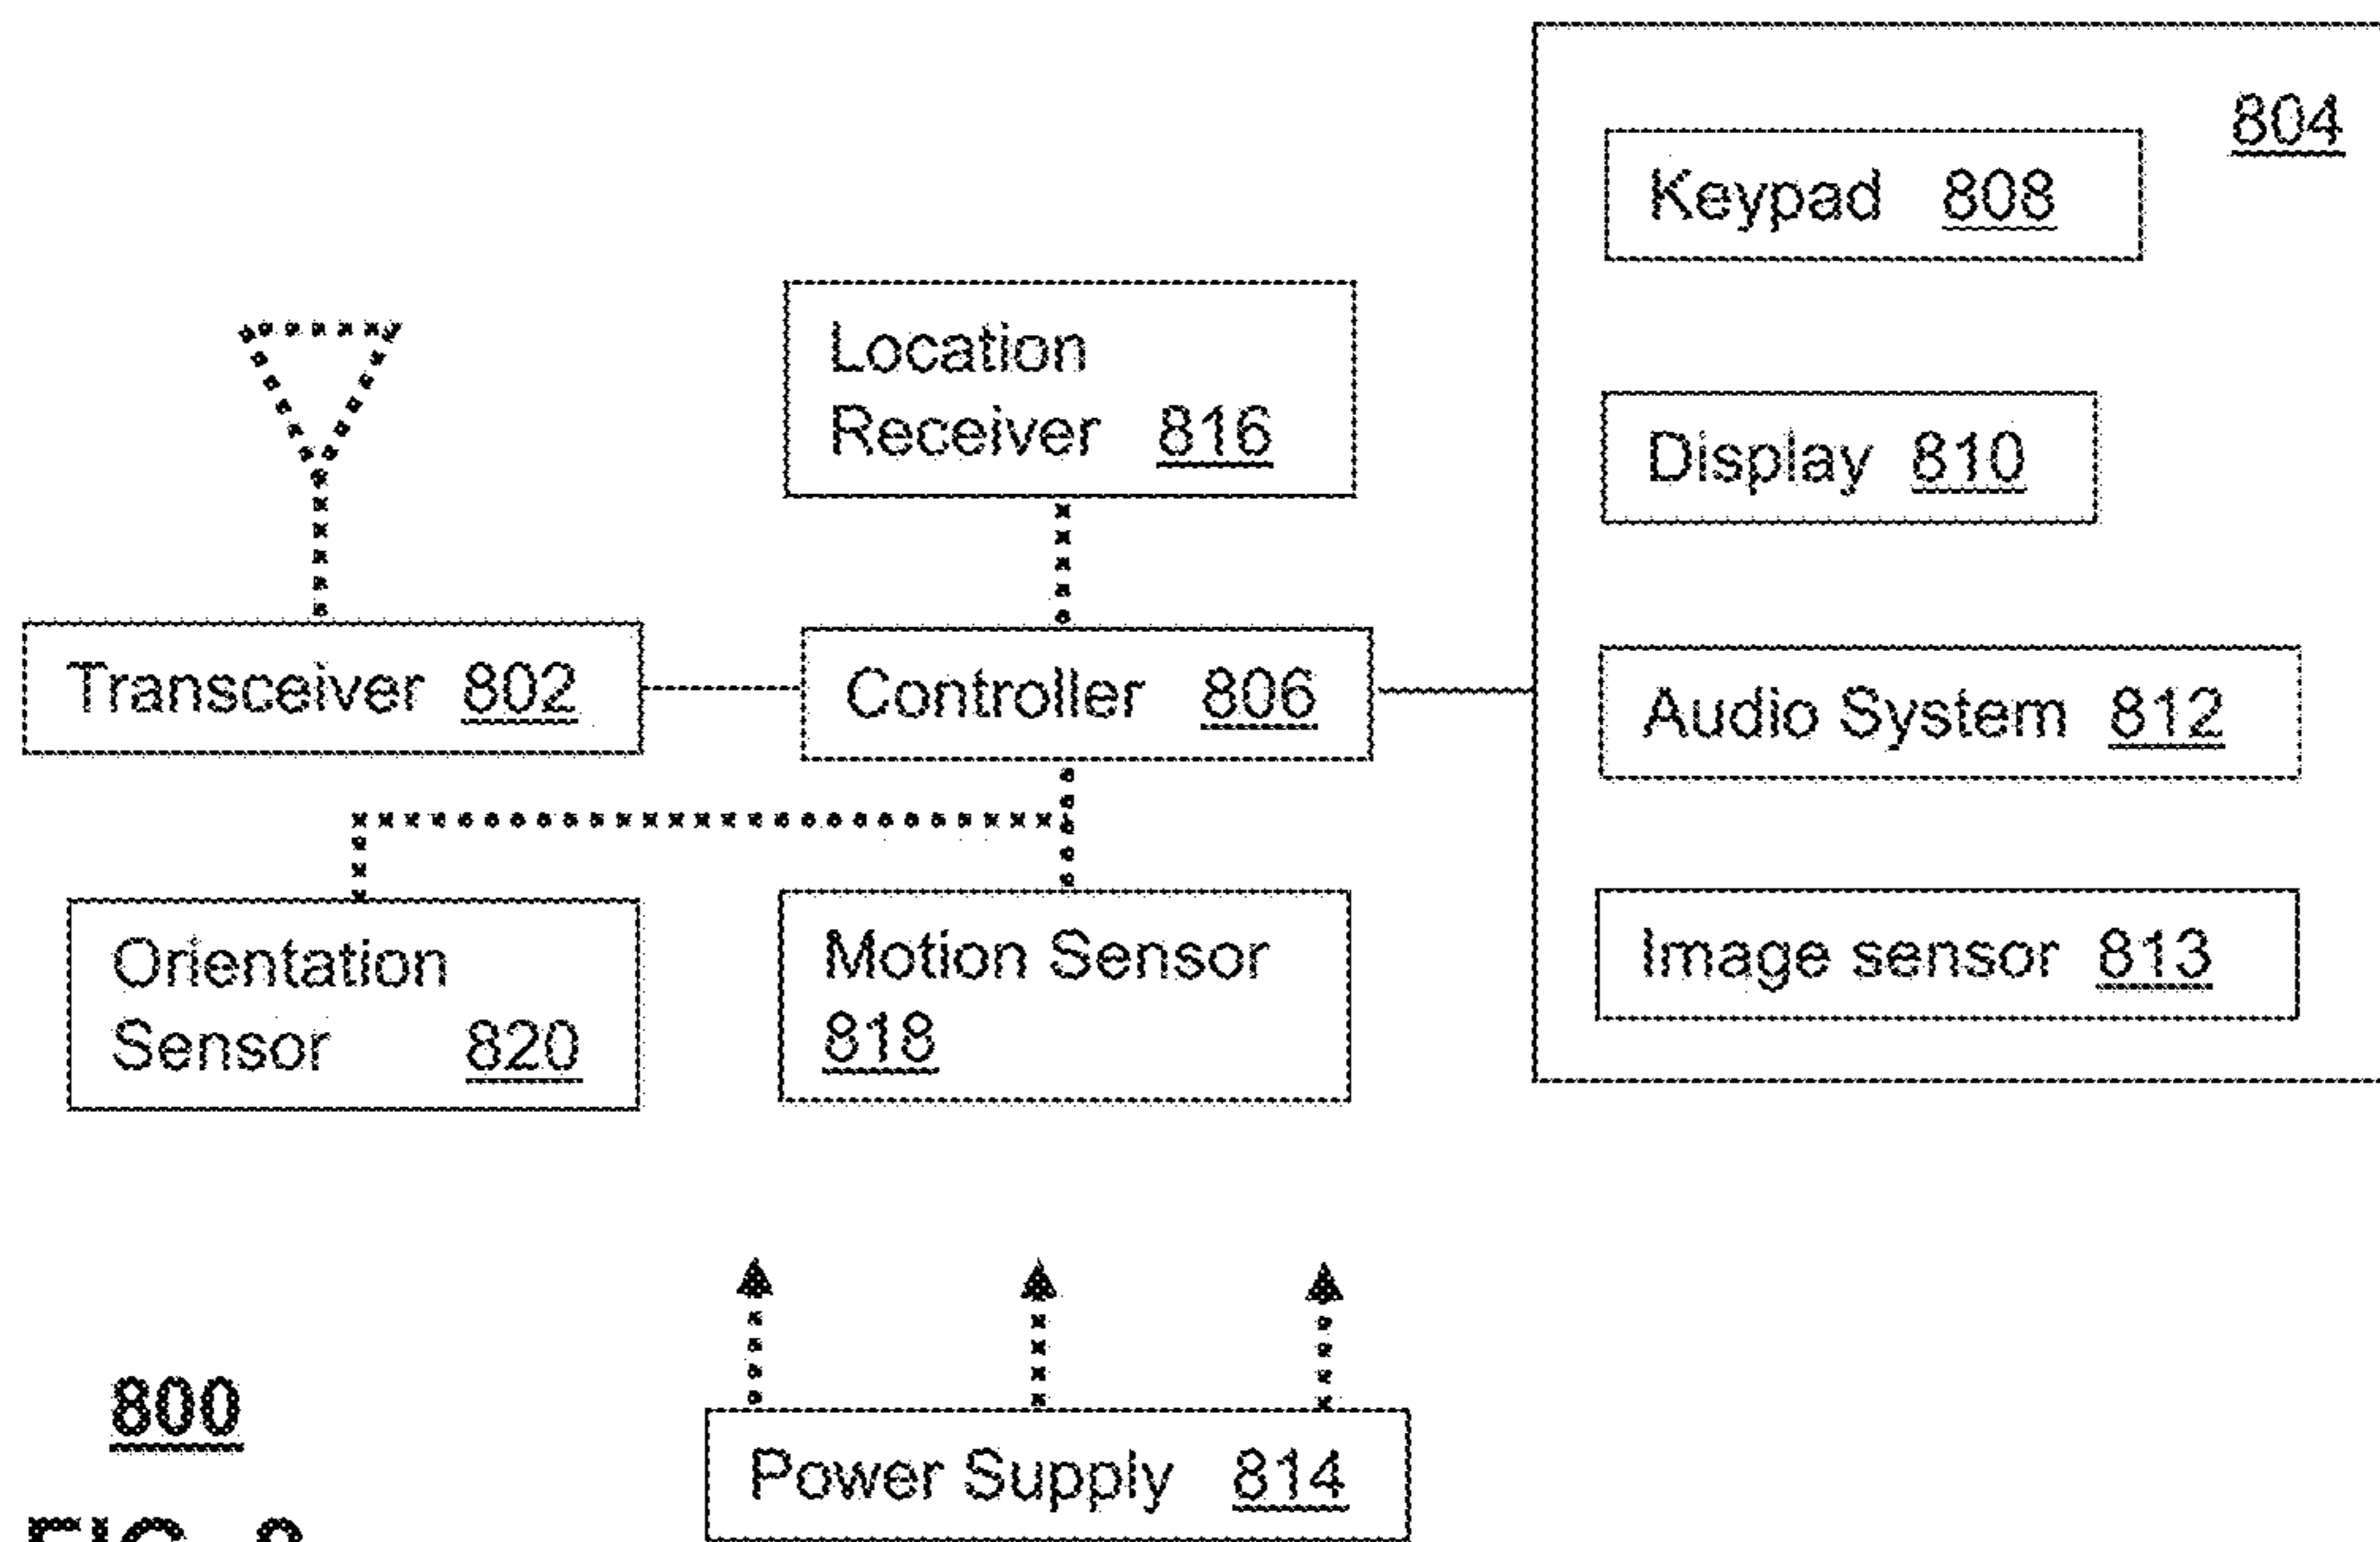 804
Keypad 808
Location
Receiver 816
Display 810
Transceiver 802
Controller 806
Audio System 812
Orientation
Sensor 820
Motion Sensor
818
Image sensor 813
800
Power Supply 814